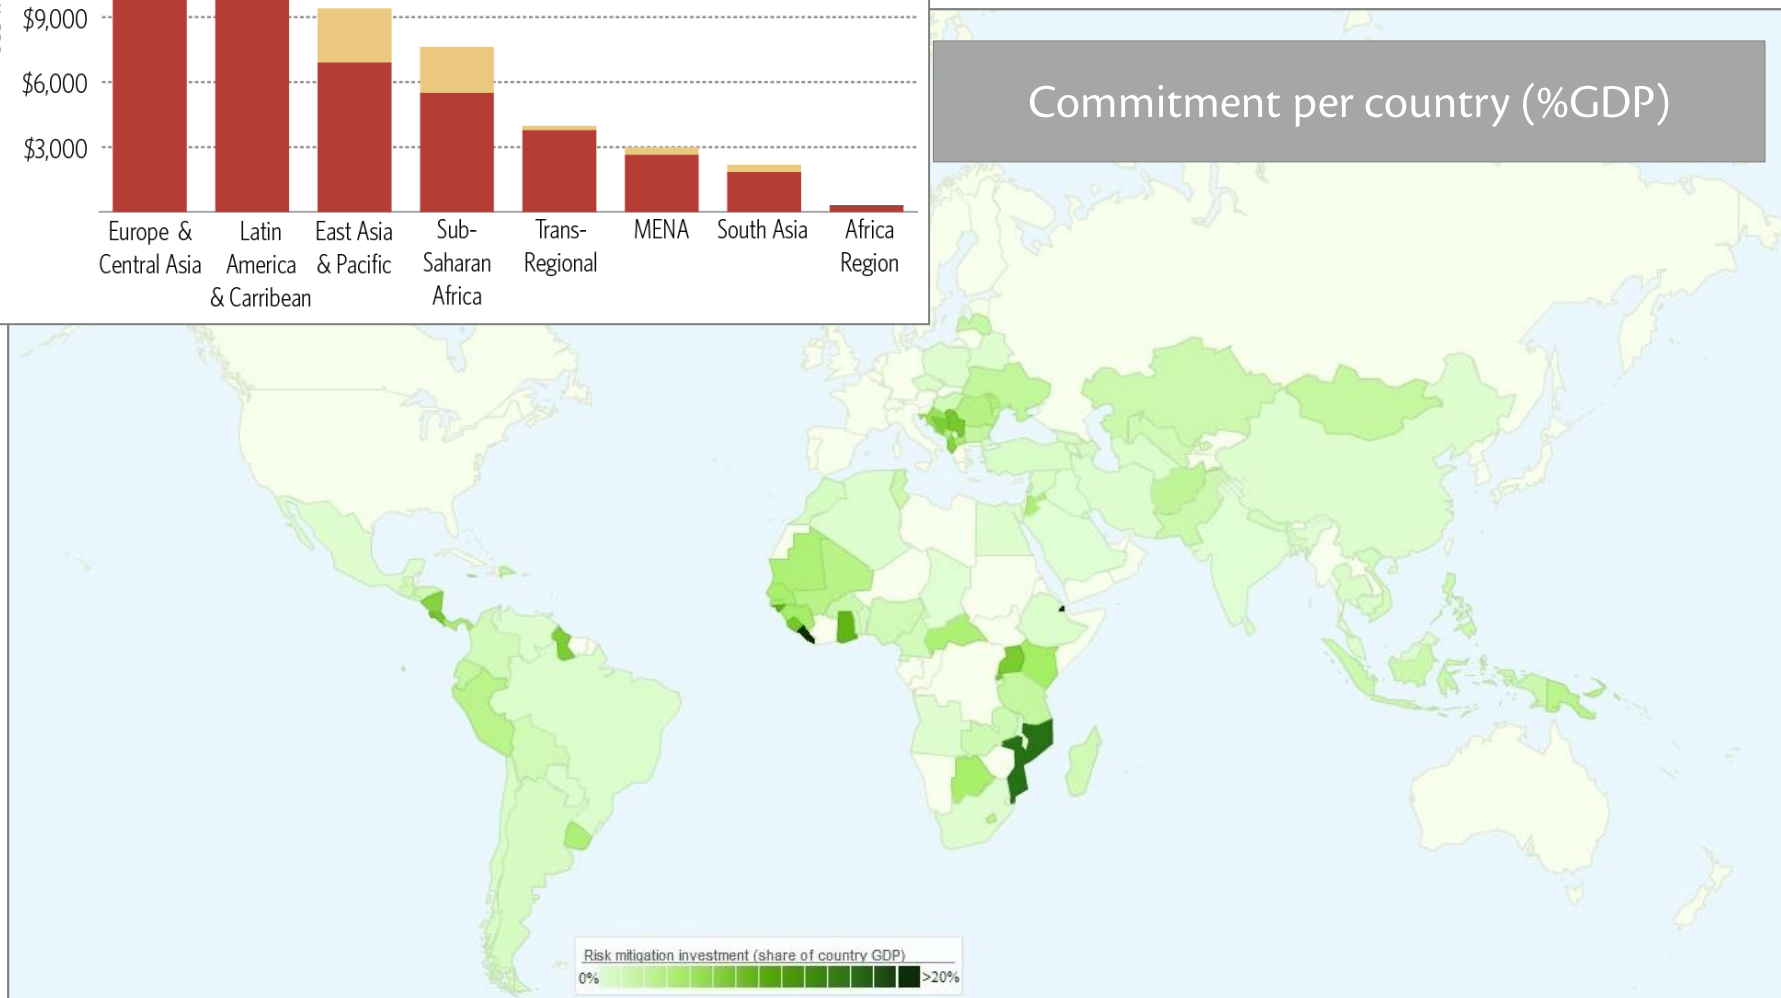 $9,000
$6,000
$3,000
Europe &
Central Asia
Latin
America
& Carribean
East Asia
& Pacific
Sub-
Saharan
Africa
Trans-
Regional
MENA
South Asia
Africa
Region
Commitment per country (%GDP)
Risk mitigation investment (share of country GDP)
0%
>20%